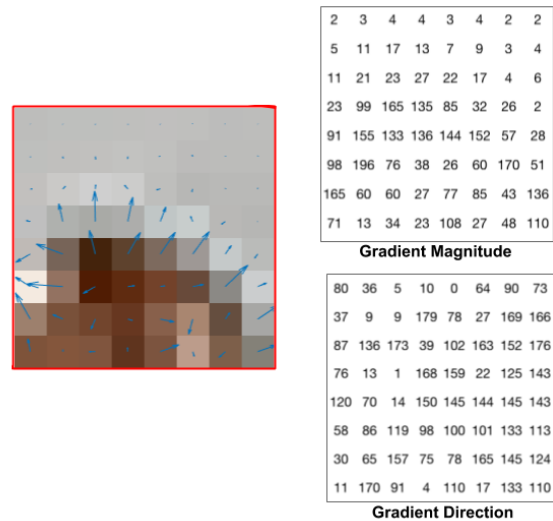 2 3 4 4 3 4 2 2
5 11 17 13 7 9 3 4
11 21 23 27 22 17 4 6
23 99 165 135 85 32 26 2
91 155 133 136 144 152 57 28
98 196 76 38 26 60 170 51
165 60 60 27 77 85 43 136
71 13 34 23 108 27 48 110
Gradient Magnitude
80 36 5 10 0 64 90 73
37 9 9 179 78 27 169 166
87 136 173 39 102 163 152 176
76 13 1 168 159 22 125 143
120 70 14 150 145 144 145 143
58 86 119 98 100 101 133 113
30 65 157 75 78 165 145 124
11 170 91 4 110 17 133 110
Gradient Direction